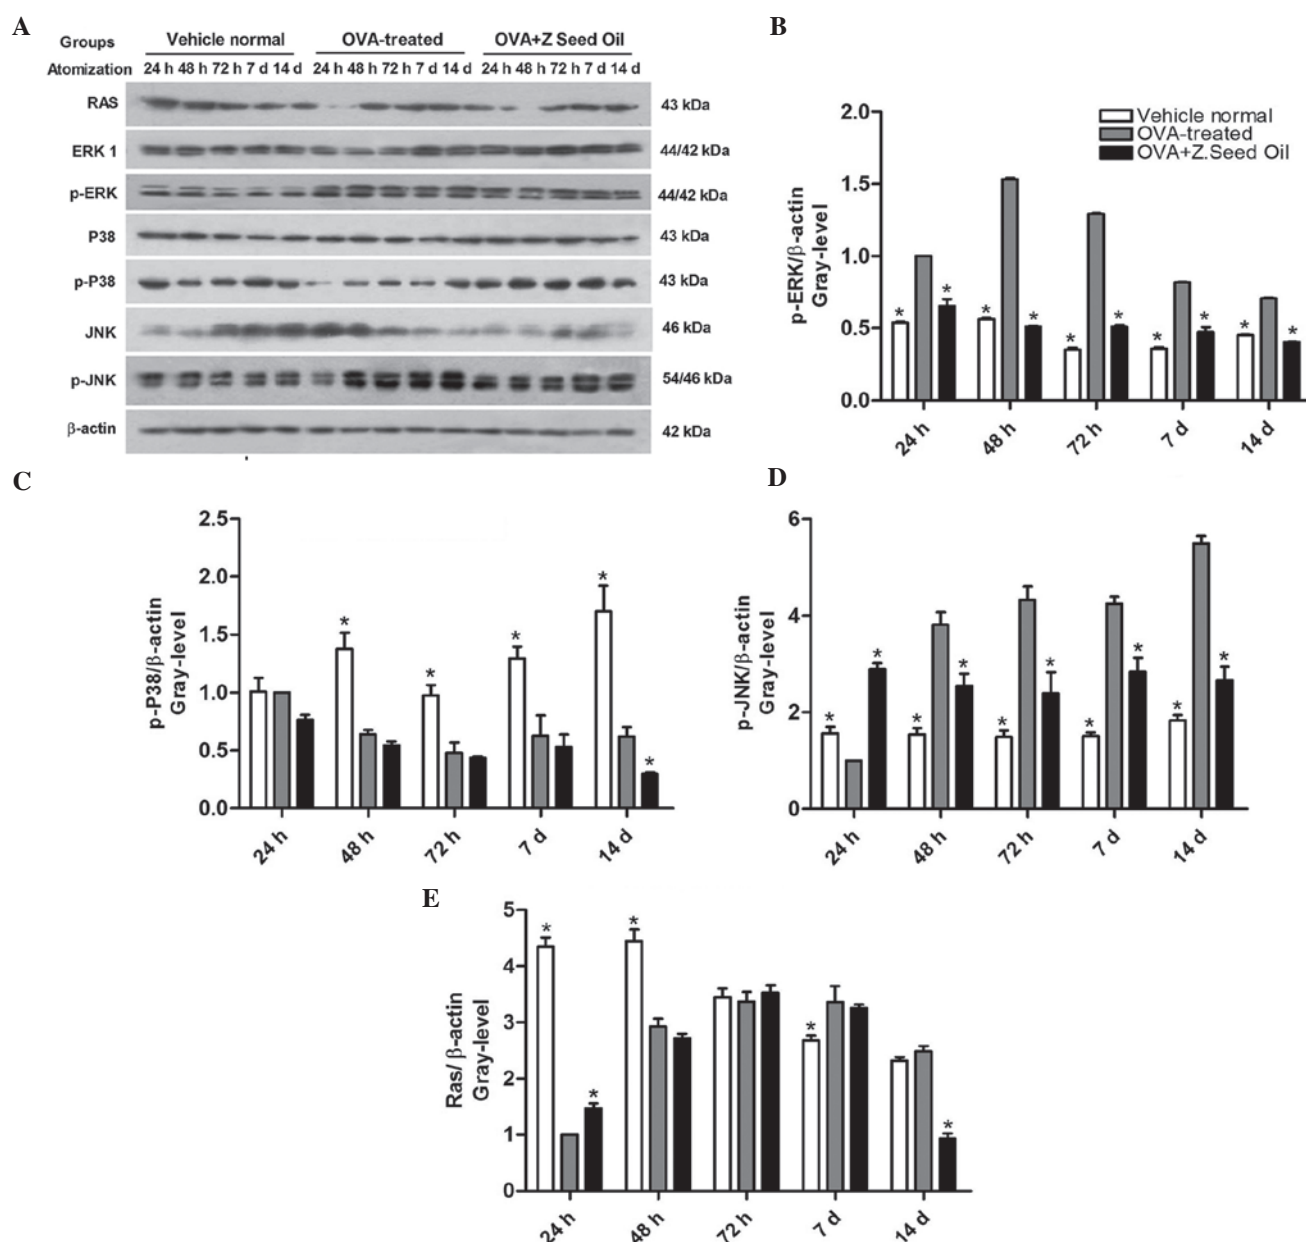 A
Groups Vehicle normal OVA-treated OVA+Z Seed Oil
Atomization 24 h 48 h 72 h 7 d 14 d 24 h 48 h 72 h 7 d 14 d 24 h 48 h 72 h 7 d 14 d
RAS 43 kDa
ERK 1 44/42 kDa
p-ERK 44/42 kDa
P38 43 kDa
p-P38 43 kDa
JNK 46 kDa
p-JNK 54/46 kDa
β-actin 42 kDa
B
Vehicle normal
OVA-treated
OVA+Z.Seed Oil
p-ERK/β-actin
Gray-level
2.0
1.5
1.0
0.5
0.0
* * * * * * * * * *
24 h 48 h 72 h 7 d 14 d
C
p-P38/β-actin
Gray-level
2.5
2.0
1.5
1.0
0.5
0.0
* * * * *
24 h 48 h 72 h 7 d 14 d
D
p-JNK/β-actin
Gray-level
6
4
2
0
* * * * * * * * * *
24 h 48 h 72 h 7 d 14 d
E
Ras/ β-actin
Gray-level
5
4
3
2
1
0
* * * * *
24 h 48 h 72 h 7 d 14 d